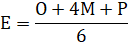 E = (O + 4M + P) / 6